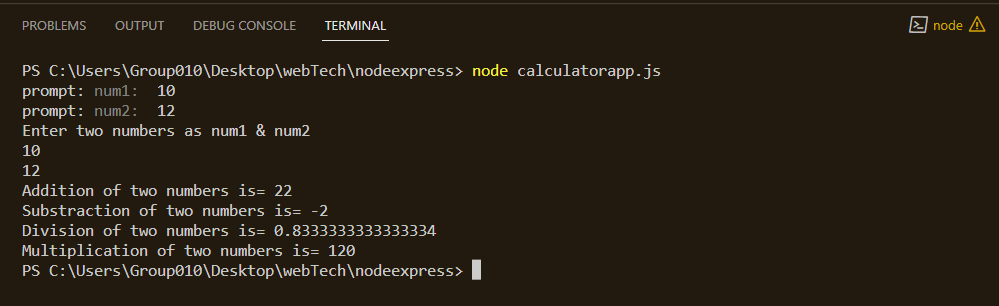 PROBLEMS OUTPUT DEBUG CONSOLE TERMINAL node
PS C:\Users\Group010\Desktop\webTech\nodeexpress> node calculatorapp.js
prompt: num1:  10
prompt: num2:  12
Enter two numbers as num1 & num2
10
12
Addition of two numbers is= 22
Substraction of two numbers is= -2
Division of two numbers is= 0.8333333333333334
Multiplication of two numbers is= 120
PS C:\Users\Group010\Desktop\webTech\nodeexpress>